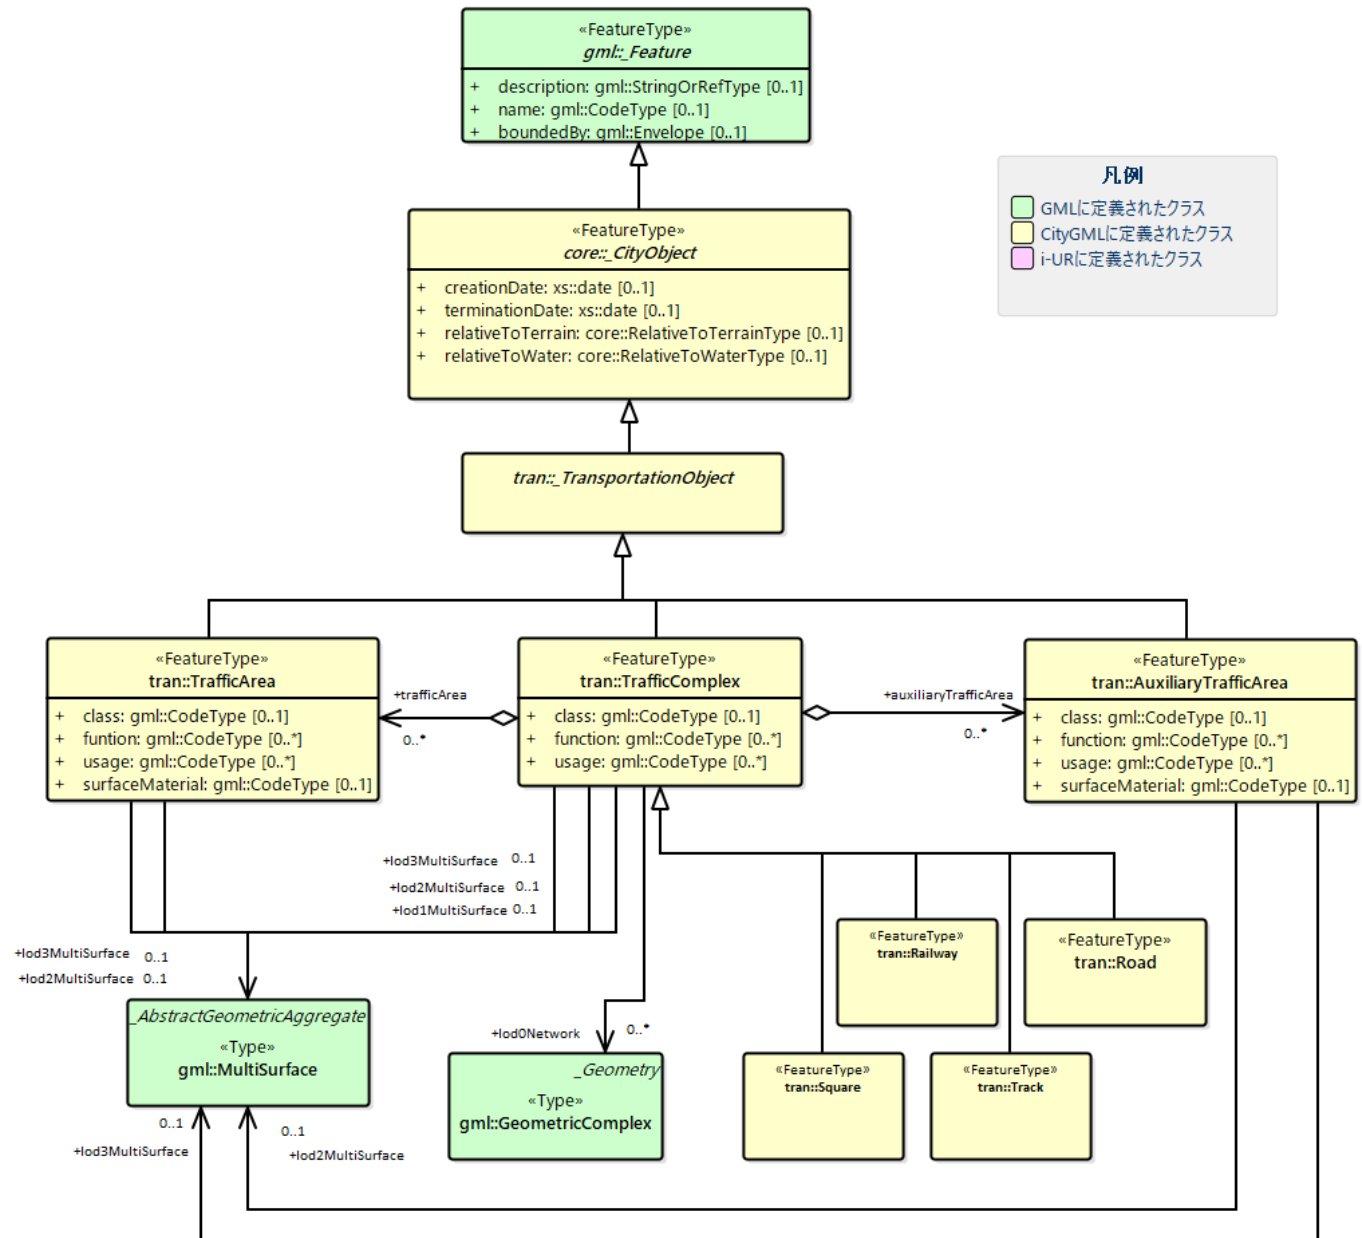 «FeatureType»
gml::_Feature
+ description: gml::StringOrRefType [0..1]
+ name: gml::CodeType [0..1]
+ boundedBy: gml::Envelope [0..1]
凡例
GMLに定義されたクラス
CityGMLに定義されたクラス
i-URに定義されたクラス
«FeatureType»
core::_CityObject
+ creationDate: xs::date [0..1]
+ terminationDate: xs::date [0..1]
+ relativeToTerrain: core::RelativeToTerrainType [0..1]
+ relativeToWater: core::RelativeToWaterType [0..1]
tran::_TransportationObject
«FeatureType»
tran::TrafficArea
+ class: gml::CodeType [0..1]
+ funtion: gml::CodeType [0..*]
+ usage: gml::CodeType [0..*]
+ surfaceMaterial: gml::CodeType [0..1]
+trafficArea
0..*
«FeatureType»
tran::TrafficComplex
+ class: gml::CodeType [0..1]
+ function: gml::CodeType [0..*]
+ usage: gml::CodeType [0..*]
+auxiliaryTrafficArea
0..*
«FeatureType»
tran::AuxiliaryTrafficArea
+ class: gml::CodeType [0..1]
+ function: gml::CodeType [0..*]
+ usage: gml::CodeType [0..*]
+ surfaceMaterial: gml::CodeType [0..1]
+lod3MultiSurface 0..1
+lod2MultiSurface 0..1
+lod1MultiSurface 0..1
+lod3MultiSurface 0..1
+lod2MultiSurface 0..1
«FeatureType»
tran::Railway
«FeatureType»
tran::Road
_AbstractGeometricAggregate
«Type»
gml::MultiSurface
+lod0Network 0..*
_Geometry
«Type»
gml::GeometricComplex
«FeatureType»
tran::Square
«FeatureType»
tran::Track
0..1
+lod3MultiSurface
0..1
+lod2MultiSurface